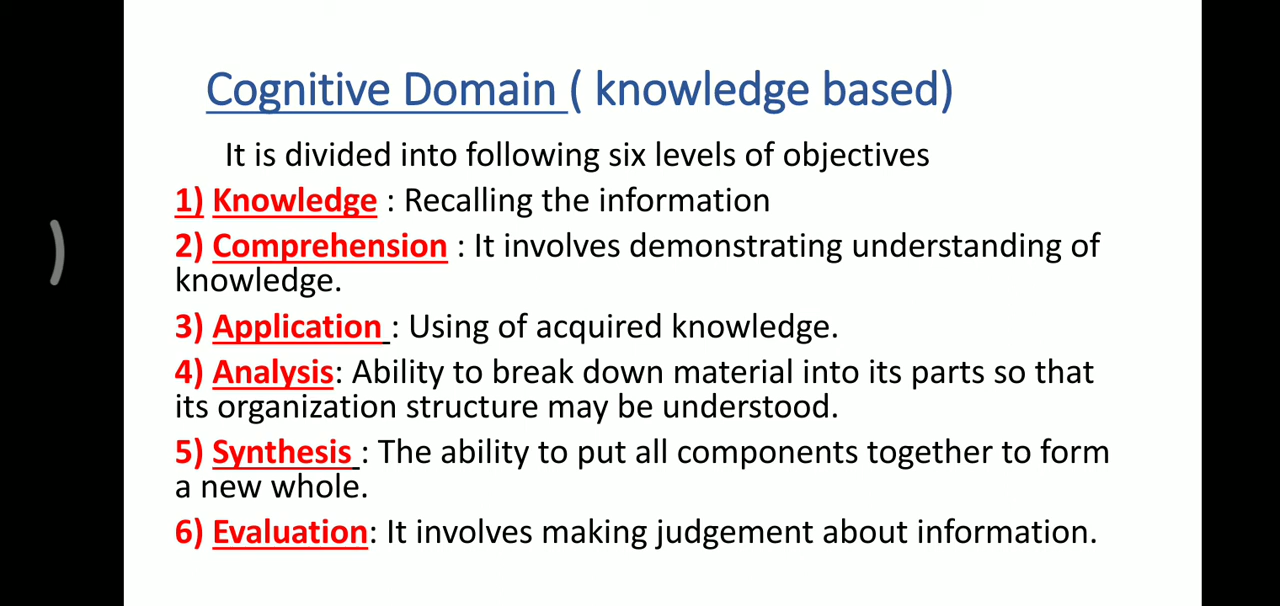 Cognitive Domain ( knowledge based)
It is divided into following six levels of objectives
1) Knowledge : Recalling the information
2) Comprehension : It involves demonstrating understanding of
knowledge.
3) Application : Using of acquired knowledge.
4) Analysis: Ability to break down material into its parts so that
its organization structure may be understood.
5) Synthesis : The ability to put all components together to form
a new whole.
6) Evaluation: It involves making judgement about information.